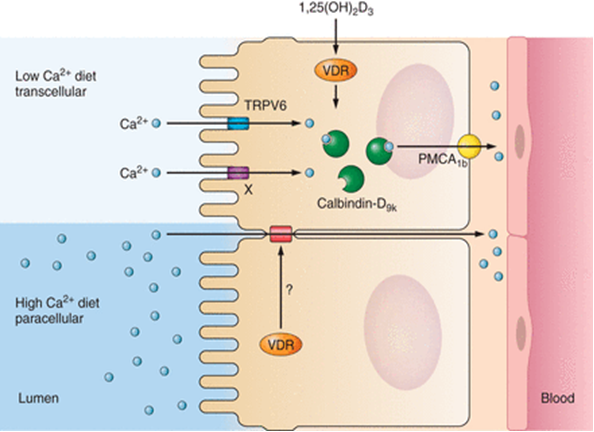 1,25(OH)₂D₃
Low Ca²⁺ diet
transcellular
VDR
TRPV6
Ca²⁺
Ca²⁺
X
PMCA₁b
Calbindin-D₉ₖ
?
High Ca²⁺ diet
paracellular
VDR
Lumen
Blood